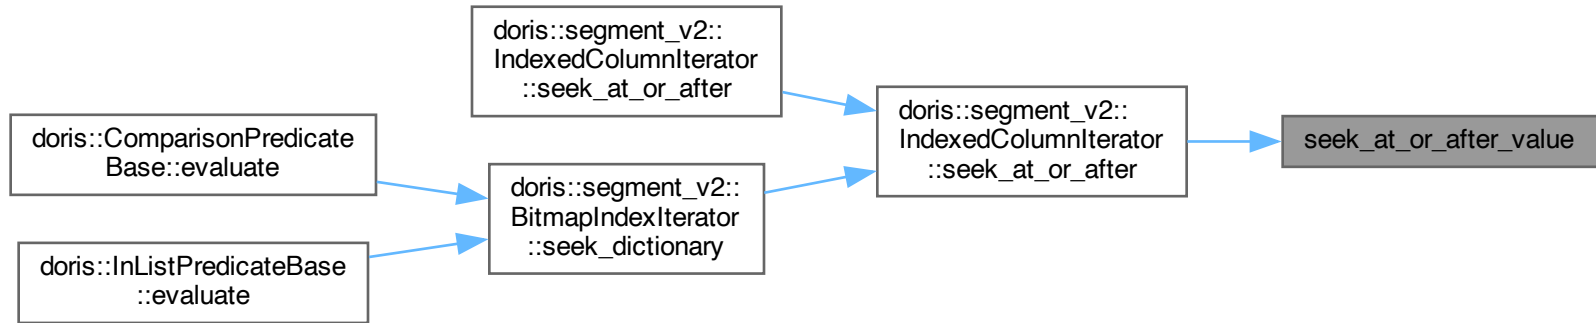 doris::segment_v2::
IndexedColumnIterator
::seek_at_or_after
doris::ComparisonPredicate
Base::evaluate
doris::segment_v2::
BitmapIndexIterator
::seek_dictionary
doris::InListPredicateBase
::evaluate
doris::segment_v2::
IndexedColumnIterator
::seek_at_or_after
seek_at_or_after_value